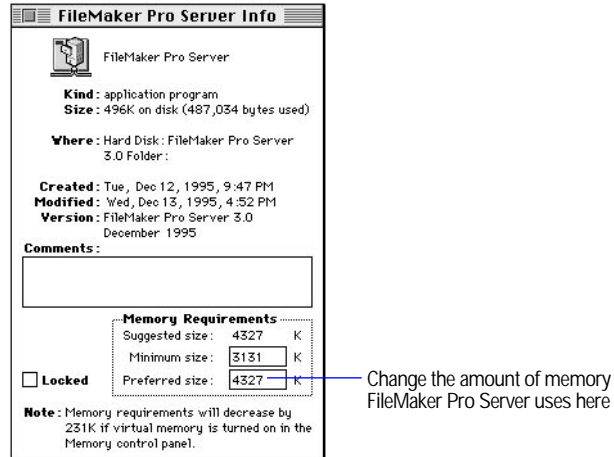 FileMaker Pro Server Info
FileMaker Pro Server
Kind : application program
Size : 496K on disk (487,034 bytes used)
Where : Hard Disk : FileMaker Pro Server
3.0 Folder :
Created : Tue, Dec 12, 1995, 9:47 PM
Modified : Wed, Dec 13, 1995, 4:52 PM
Version : FileMaker Pro Server 3.0
December 1995
Comments :
Memory Requirements
Suggested size : 4327 K
Minimum size : 3131 K
Locked
Preferred size : 4327 K
Change the amount of memory
FileMaker Pro Server uses here
Note : Memory requirements will decrease by
231K if virtual memory is turned on in the
Memory control panel.